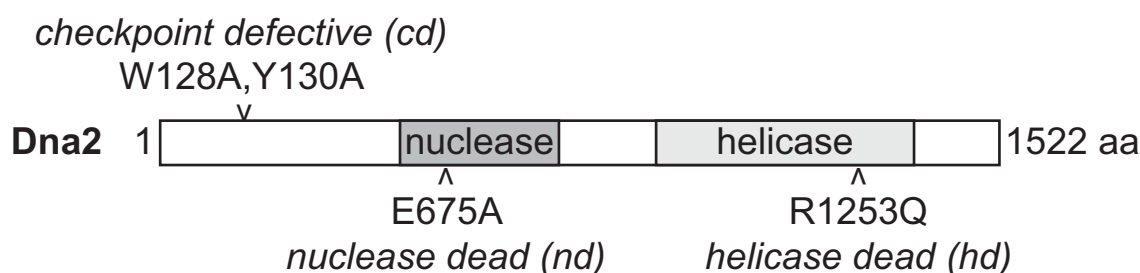 checkpoint defective (cd)
W128A,Y130A
Dna2 1 nuclease helicase 1522 aa
E675A R1253Q
nuclease dead (nd) helicase dead (hd)